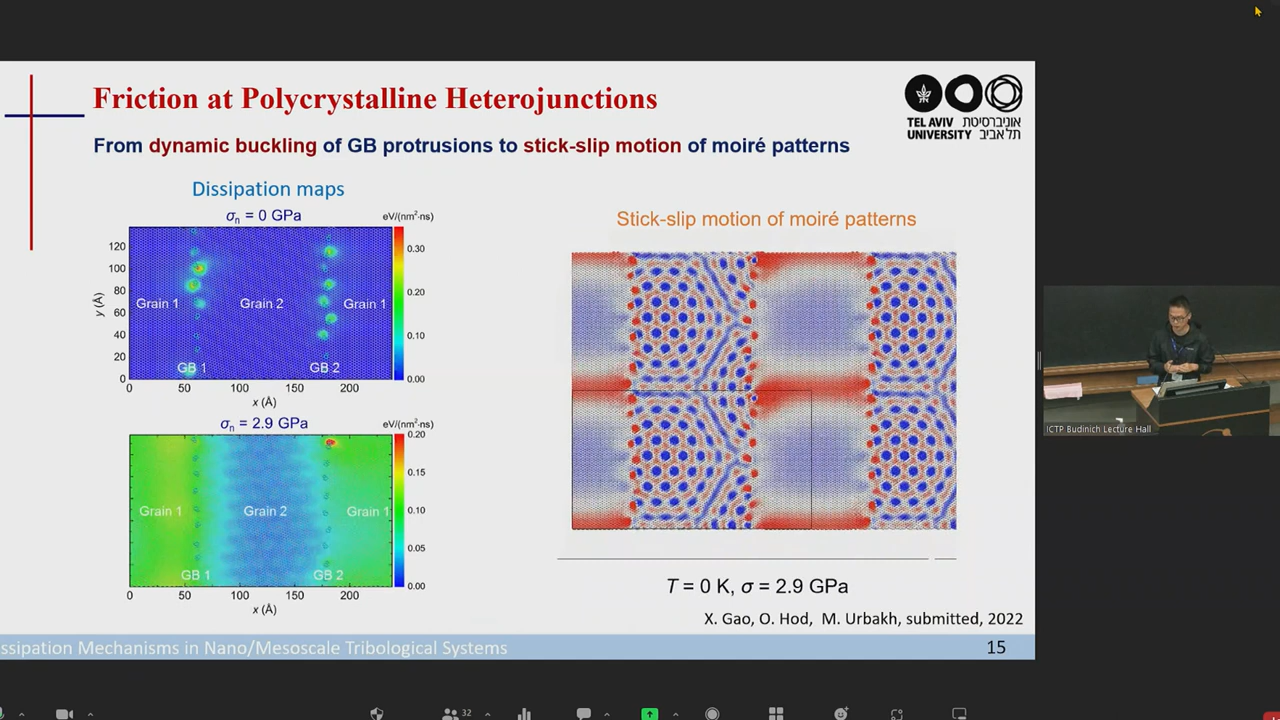 Friction at Polycrystalline Heterojunctions
TEL AVIV אוניברסיטת
UNIVERSITY תל אביב
From dynamic buckling of GB protrusions to stick-slip motion of moiré patterns
Dissipation maps
σn = 0 GPa
eV/(nm²·ns)
120
100
80
60
40
20
0
y (Å)
Grain 1
Grain 2
Grain 1
GB 1
GB 2
0.30
0.20
0.10
0.00
0 50 100 150 200
x (Å)
σn = 2.9 GPa
eV/(nm²·ns)
Grain 1
Grain 2
Grain 1
GB 1
GB 2
0.20
0.15
0.10
0.05
0.00
0 50 100 150 200
x (Å)
Stick-slip motion of moiré patterns
T = 0 K, σ = 2.9 GPa
X. Gao, O. Hod, M. Urbakh, submitted, 2022
ssipation Mechanisms in Nano/Mesoscale Tribological Systems
15
ICTP Budinich Lecture Hall
32